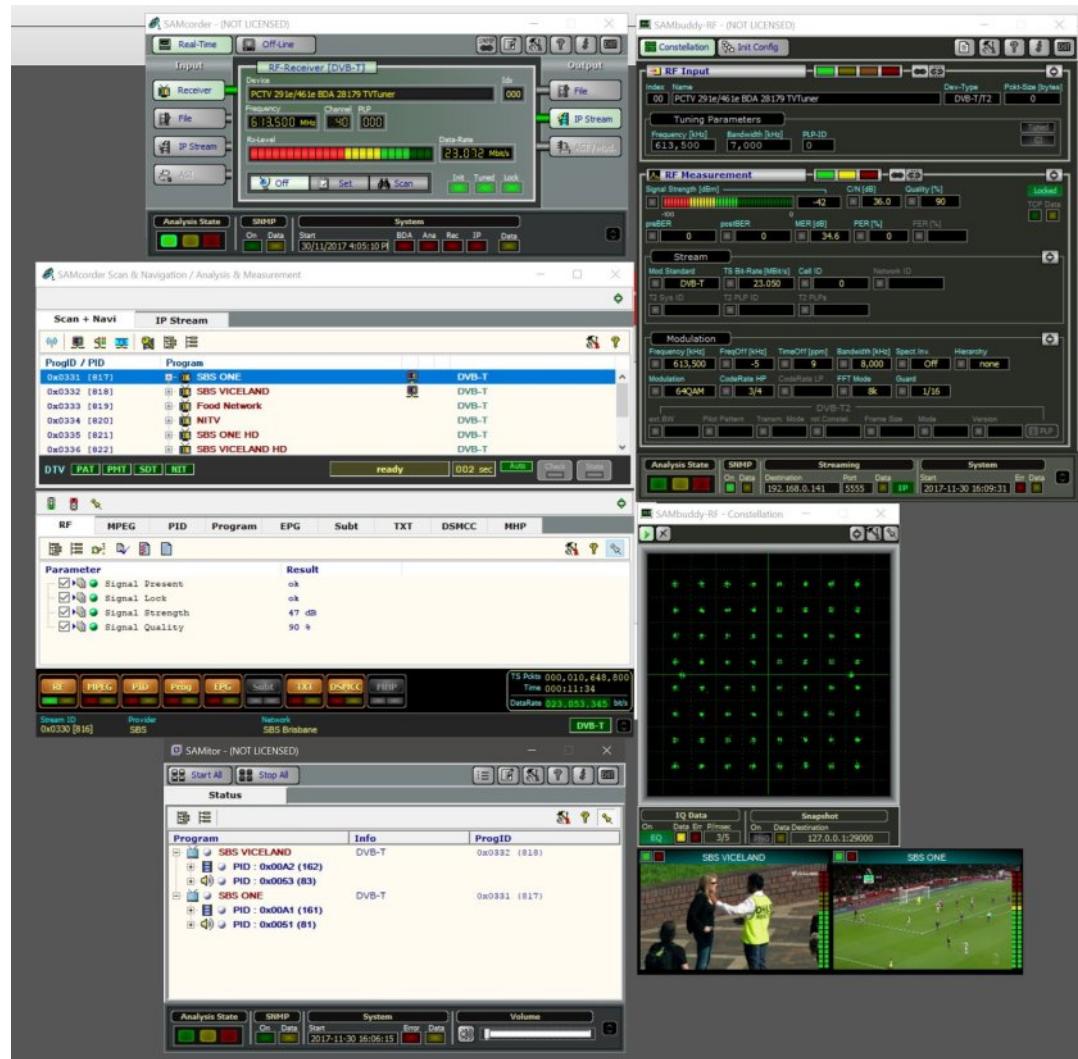 SAMcorder - (NOT LICENSED)
Real-Time Off-Line
Input Output
RF-Receiver [DVB-T]
Device Idx
PCTV 291e/461e BDA 28179 TVTuner 000
Frequency Channel PLP
613,500 MHz 40 000
Rx-Level Data-Rate
23.072 Mbit/s
Receiver
File
IP Stream
AST
File
IP Stream
Off Set Scan
Init Tuned Lock
Analysis State SNMP System
On Data Start BDA Ana Rec IP Data
30/11/2017 4:05:10 P
SAMcorder Scan & Navigation / Analysis & Measurement
Scan + Navi IP Stream
ProgID / PID Program
0x0331 [817] SBS ONE DVB-T
0x0332 [818] SBS VICELAND DVB-T
0x0333 [819] Food Network DVB-T
0x0334 [820] NITV DVB-T
0x0335 [821] SBS ONE HD DVB-T
0x0336 [822] SBS VICELAND HD DVB-T
DTV PAT PMT SDT NIT ready 002 sec Auto Check Stats
RF MPEG PID Program EPG Subt TXT DSMCC MHP
Parameter Result
Signal Present ok
Signal Lock ok
Signal Strength 47 dB
Signal Quality 90 %
RF MPEG PID Prog EPG Subt TXT DSMCC MHP
TS Pckts 000,010,648,800
Time 000:11:34
DataRate 023,053,345 bit/s
Stream ID Provider Network
0x0330 [816] SBS SBS Brisbane DVB-T
SAMitor - (NOT LICENSED)
Start All Stop All
Status
Program Info ProgID
SBS VICELAND DVB-T 0x0332 (818)
PID : 0x00A2 (162)
PID : 0x0053 (83)
SBS ONE DVB-T 0x0331 (817)
PID : 0x00A1 (161)
PID : 0x0051 (81)
Analysis State SNMP System Volume
On Data Start Error Data
2017-11-30 16:06:15
SAMbuddy-RF - (NOT LICENSED)
Constellation Init Config
RF Input
Index Name Dev-Type Pckt-Size [bytes]
00 PCTV 291e/461e BDA 28179 TVTuner DVB-T/T2 0
Tuning Parameters
Frequency [kHz] Bandwidth [kHz] PLP-ID
613,500 7,000 0
Tuned
RF Measurement
Signal Strength [dBm] C/N [dB] Quality [%] Locked
-42 36.0 90 TCP Data
-100 0
preBER postBER MER [dB] PER [%] FER [%]
0 0 34.6 0
Stream
Mod Standard TS Bit-Rate [MBit/s] Cell ID Network ID
DVB-T 23.050 0
T2 Sys ID T2 PLP ID T2 PLPs
Modulation
Frequency [kHz] FreqOff [kHz] TimeOff [ppm] Bandwidth [kHz] Spect.Inv. Hierarchy
613,500 -5 9 8,000 Off none
Modulation CodeRate HP CodeRate LP FFT Mode Guard
64QAM 3/4 8k 1/16
DVB-T2
ext.BW Pilot Pattern Transm. Mode rot.Constel. Frame Size Mode Version
PLP
Analysis State SNMP Streaming System
On Data Destination Port Data Start Err Data
192.168.0.141 5555 IP 2017-11-30 16:09:31
SAMbuddy-RF - Constellation
IQ Data Snapshot
On Data Err P/msec On Data Destination
EQ 3/5 127.0.0.1:29000
SBS VICELAND SBS ONE